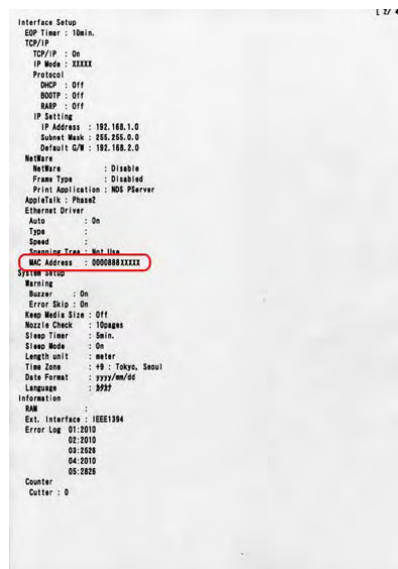 [ 2/ 4
Interface Setup
EOP Timer : 10min.
TCP/IP
TCP/IP : On
IP Mode : XXXXX
Protocol
DHCP : Off
BOOTP : Off
RARP : Off
IP Setting
IP Address : 192.168.1.0
Subnet Mask : 255.255.0.0
Default G/W : 192.168.2.0
NetWare
NetWare : Disable
Frame Type : Disabled
Print Application : NDS PServer
AppleTalk : Phase2
Ethernet Driver
Auto : On
Type :
Speed :
Spanning Tree : Not Use
MAC Address : 0000888XXXXX
System Setup
Warning
Buzzer : On
Error Skip : On
Keep Media Size : Off
Nozzle Check : 10pages
Sleep Timer : 5min.
Sleep Mode : On
Length unit : meter
Time Zone : +9 : Tokyo, Seoul
Date Format : yyyy/mm/dd
Language :
Information
RAM :
Ext. Interface : IEEE1394
Error Log 01:2010
02:2010
03:2526
04:2010
05:2826
Counter
Cutter : 0